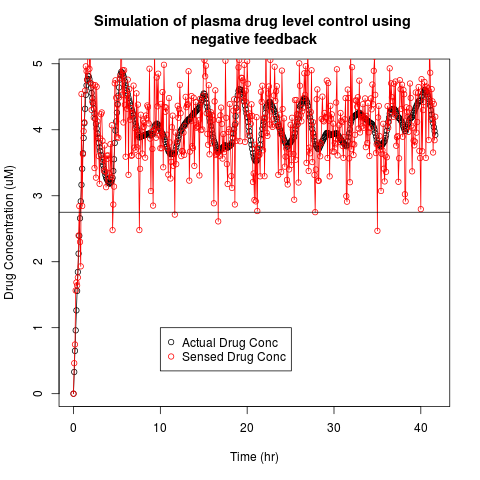 Simulation of plasma drug level control using
negative feedback
Drug Concentration (uM)
5
4
3
2
1
0
Actual Drug Conc
Sensed Drug Conc
0 10 20 30 40
Time (hr)